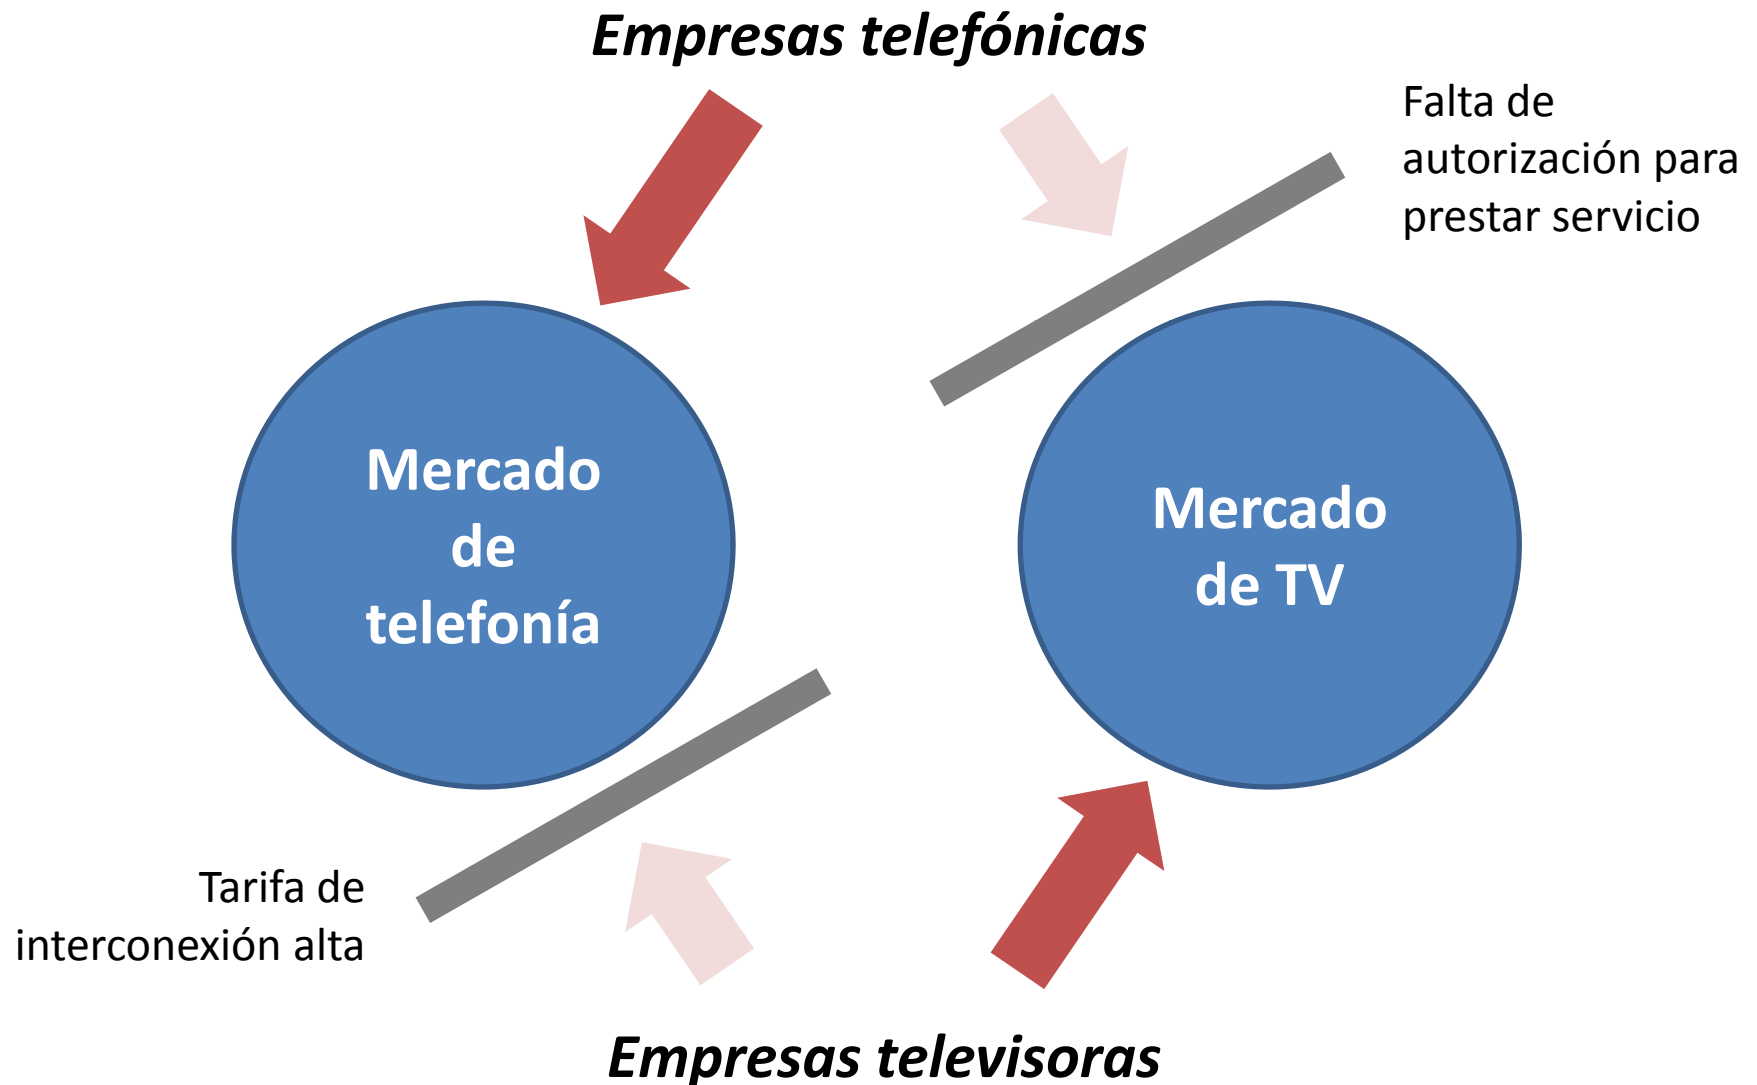 Empresas telefónicas
Falta de
autorización para
prestar servicio
Mercado
de
telefonía
Mercado
de TV
Tarifa de
interconexión alta
Empresas televisoras